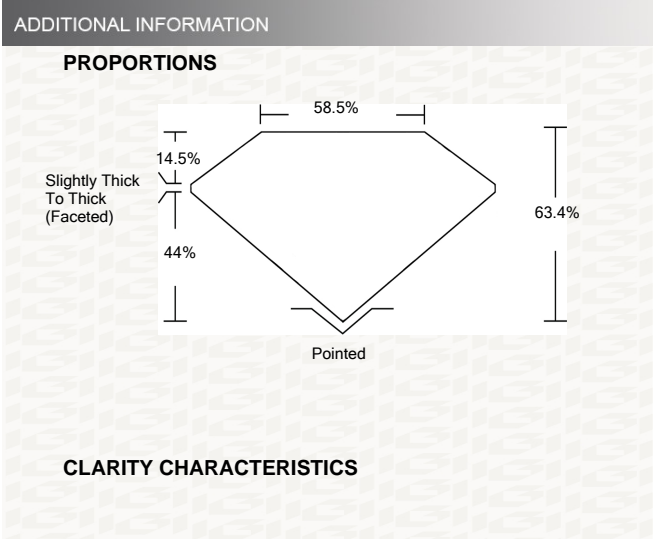 ADDITIONAL INFORMATION
PROPORTIONS
58.5%
14.5%
Slightly Thick
To Thick
(Faceted)
63.4%
44%
Pointed
CLARITY CHARACTERISTICS